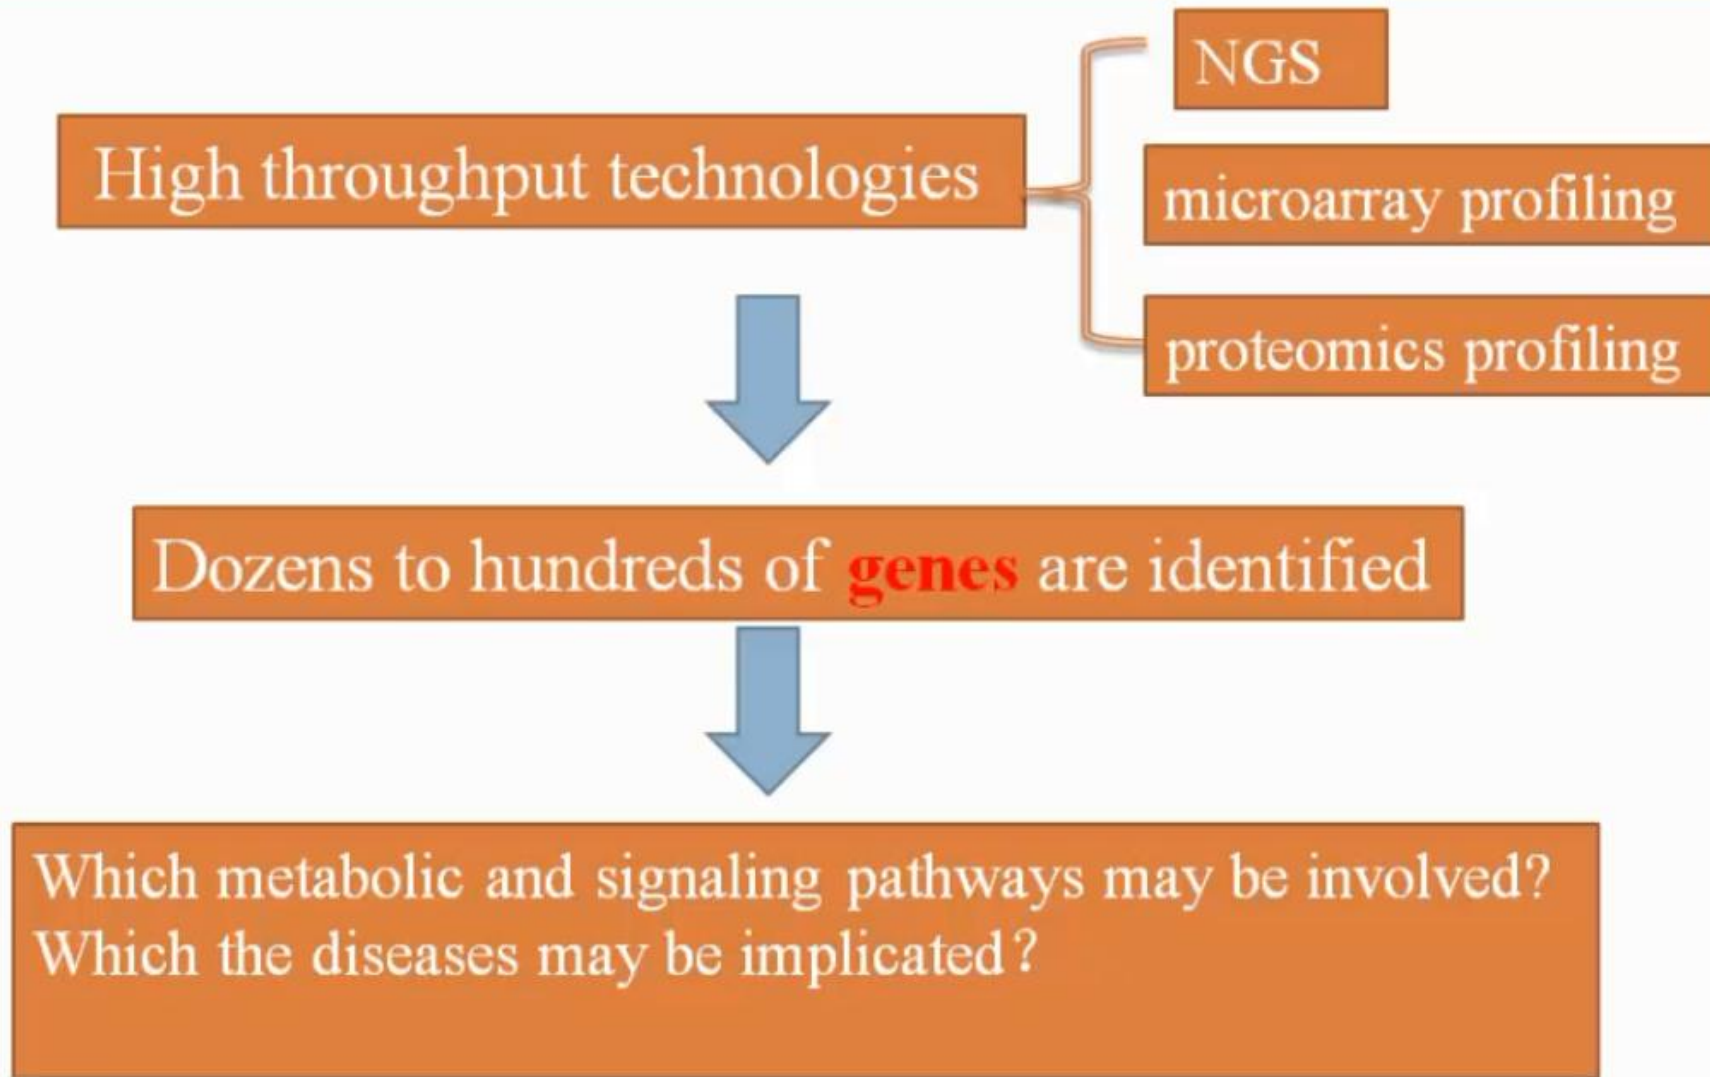 NGS
High throughput technologies
microarray profiling
proteomics profiling
Dozens to hundreds of genes are identified
Which metabolic and signaling pathways may be involved?
Which the diseases may be implicated?